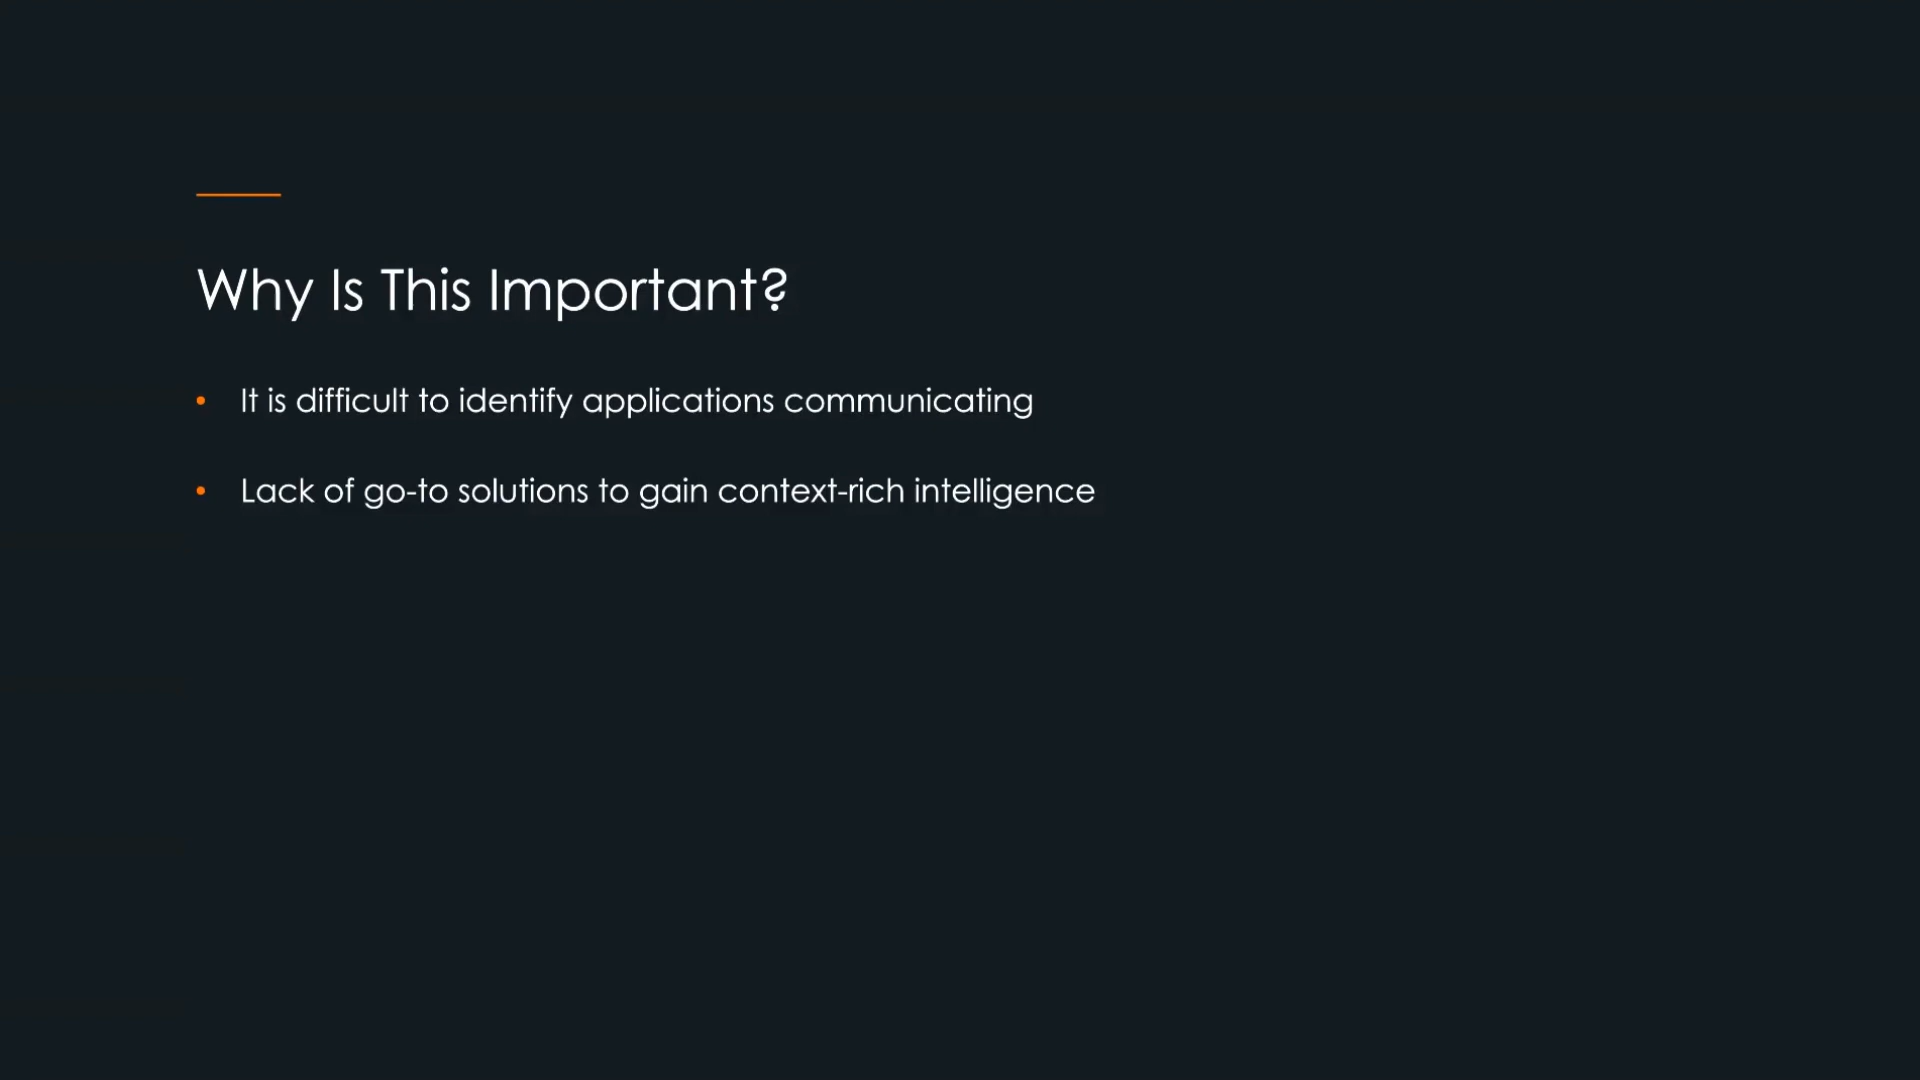 Why Is This Important?
• It is difficult to identify applications communicating
• Lack of go-to solutions to gain context-rich intelligence